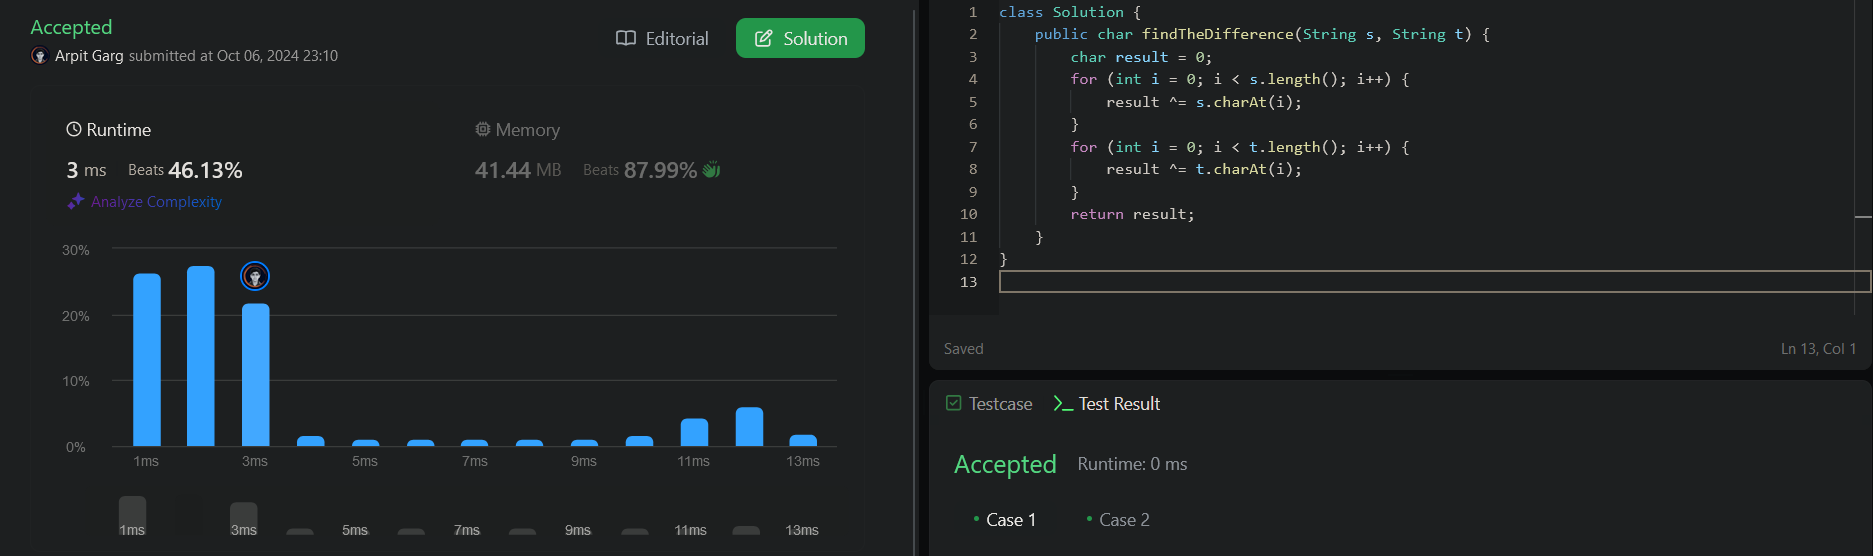 Accepted
Arpit Garg submitted at Oct 06, 2024 23:10
Editorial
Solution
Runtime
3 ms Beats 46.13%
Analyze Complexity
Memory
41.44 MB Beats 87.99%
30%
20%
10%
0%
1ms 3ms 5ms 7ms 9ms 11ms 13ms
1ms 3ms 5ms 7ms 9ms 11ms 13ms
1 class Solution {
2 public char findTheDifference(String s, String t) {
3 char result = 0;
4 for (int i = 0; i < s.length(); i++) {
5 result ^= s.charAt(i);
6 }
7 for (int i = 0; i < t.length(); i++) {
8 result ^= t.charAt(i);
9 }
10 return result;
11 }
12 }
13
Saved Ln 13, Col 1
Testcase >_ Test Result
Accepted Runtime: 0 ms
• Case 1 • Case 2